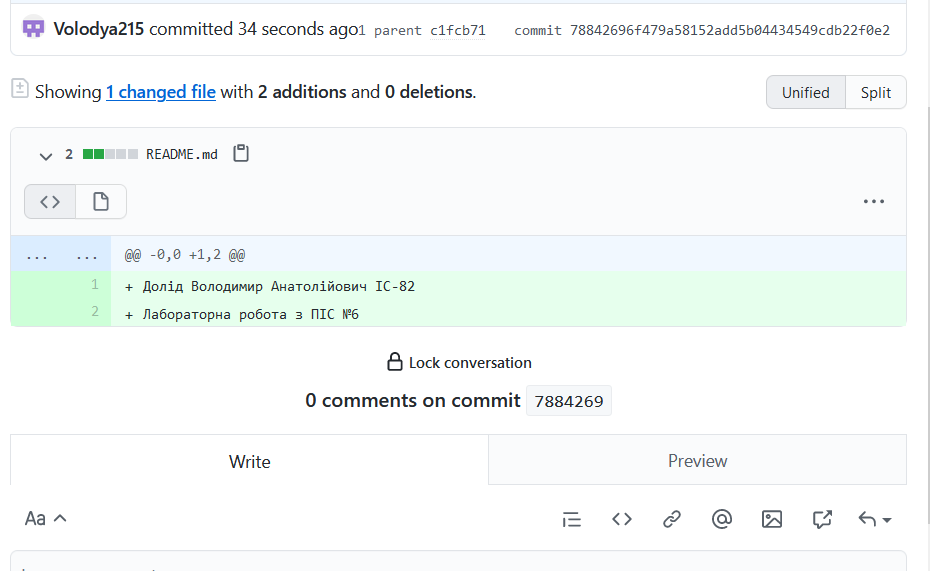 Volodya215 committed 34 seconds ago1 parent c1fcb71 commit 78842696f479a58152add5b04434549cdb22f0e2
Showing 1 changed file with 2 additions and 0 deletions.
Unified Split
2 README.md
... ... @@ -0,0 +1,2 @@
1 + Долід Володимир Анатолійович ІС-82
2 + Лабораторна робота з ПІС №6
Lock conversation
0 comments on commit 7884269
Write Preview
Aa